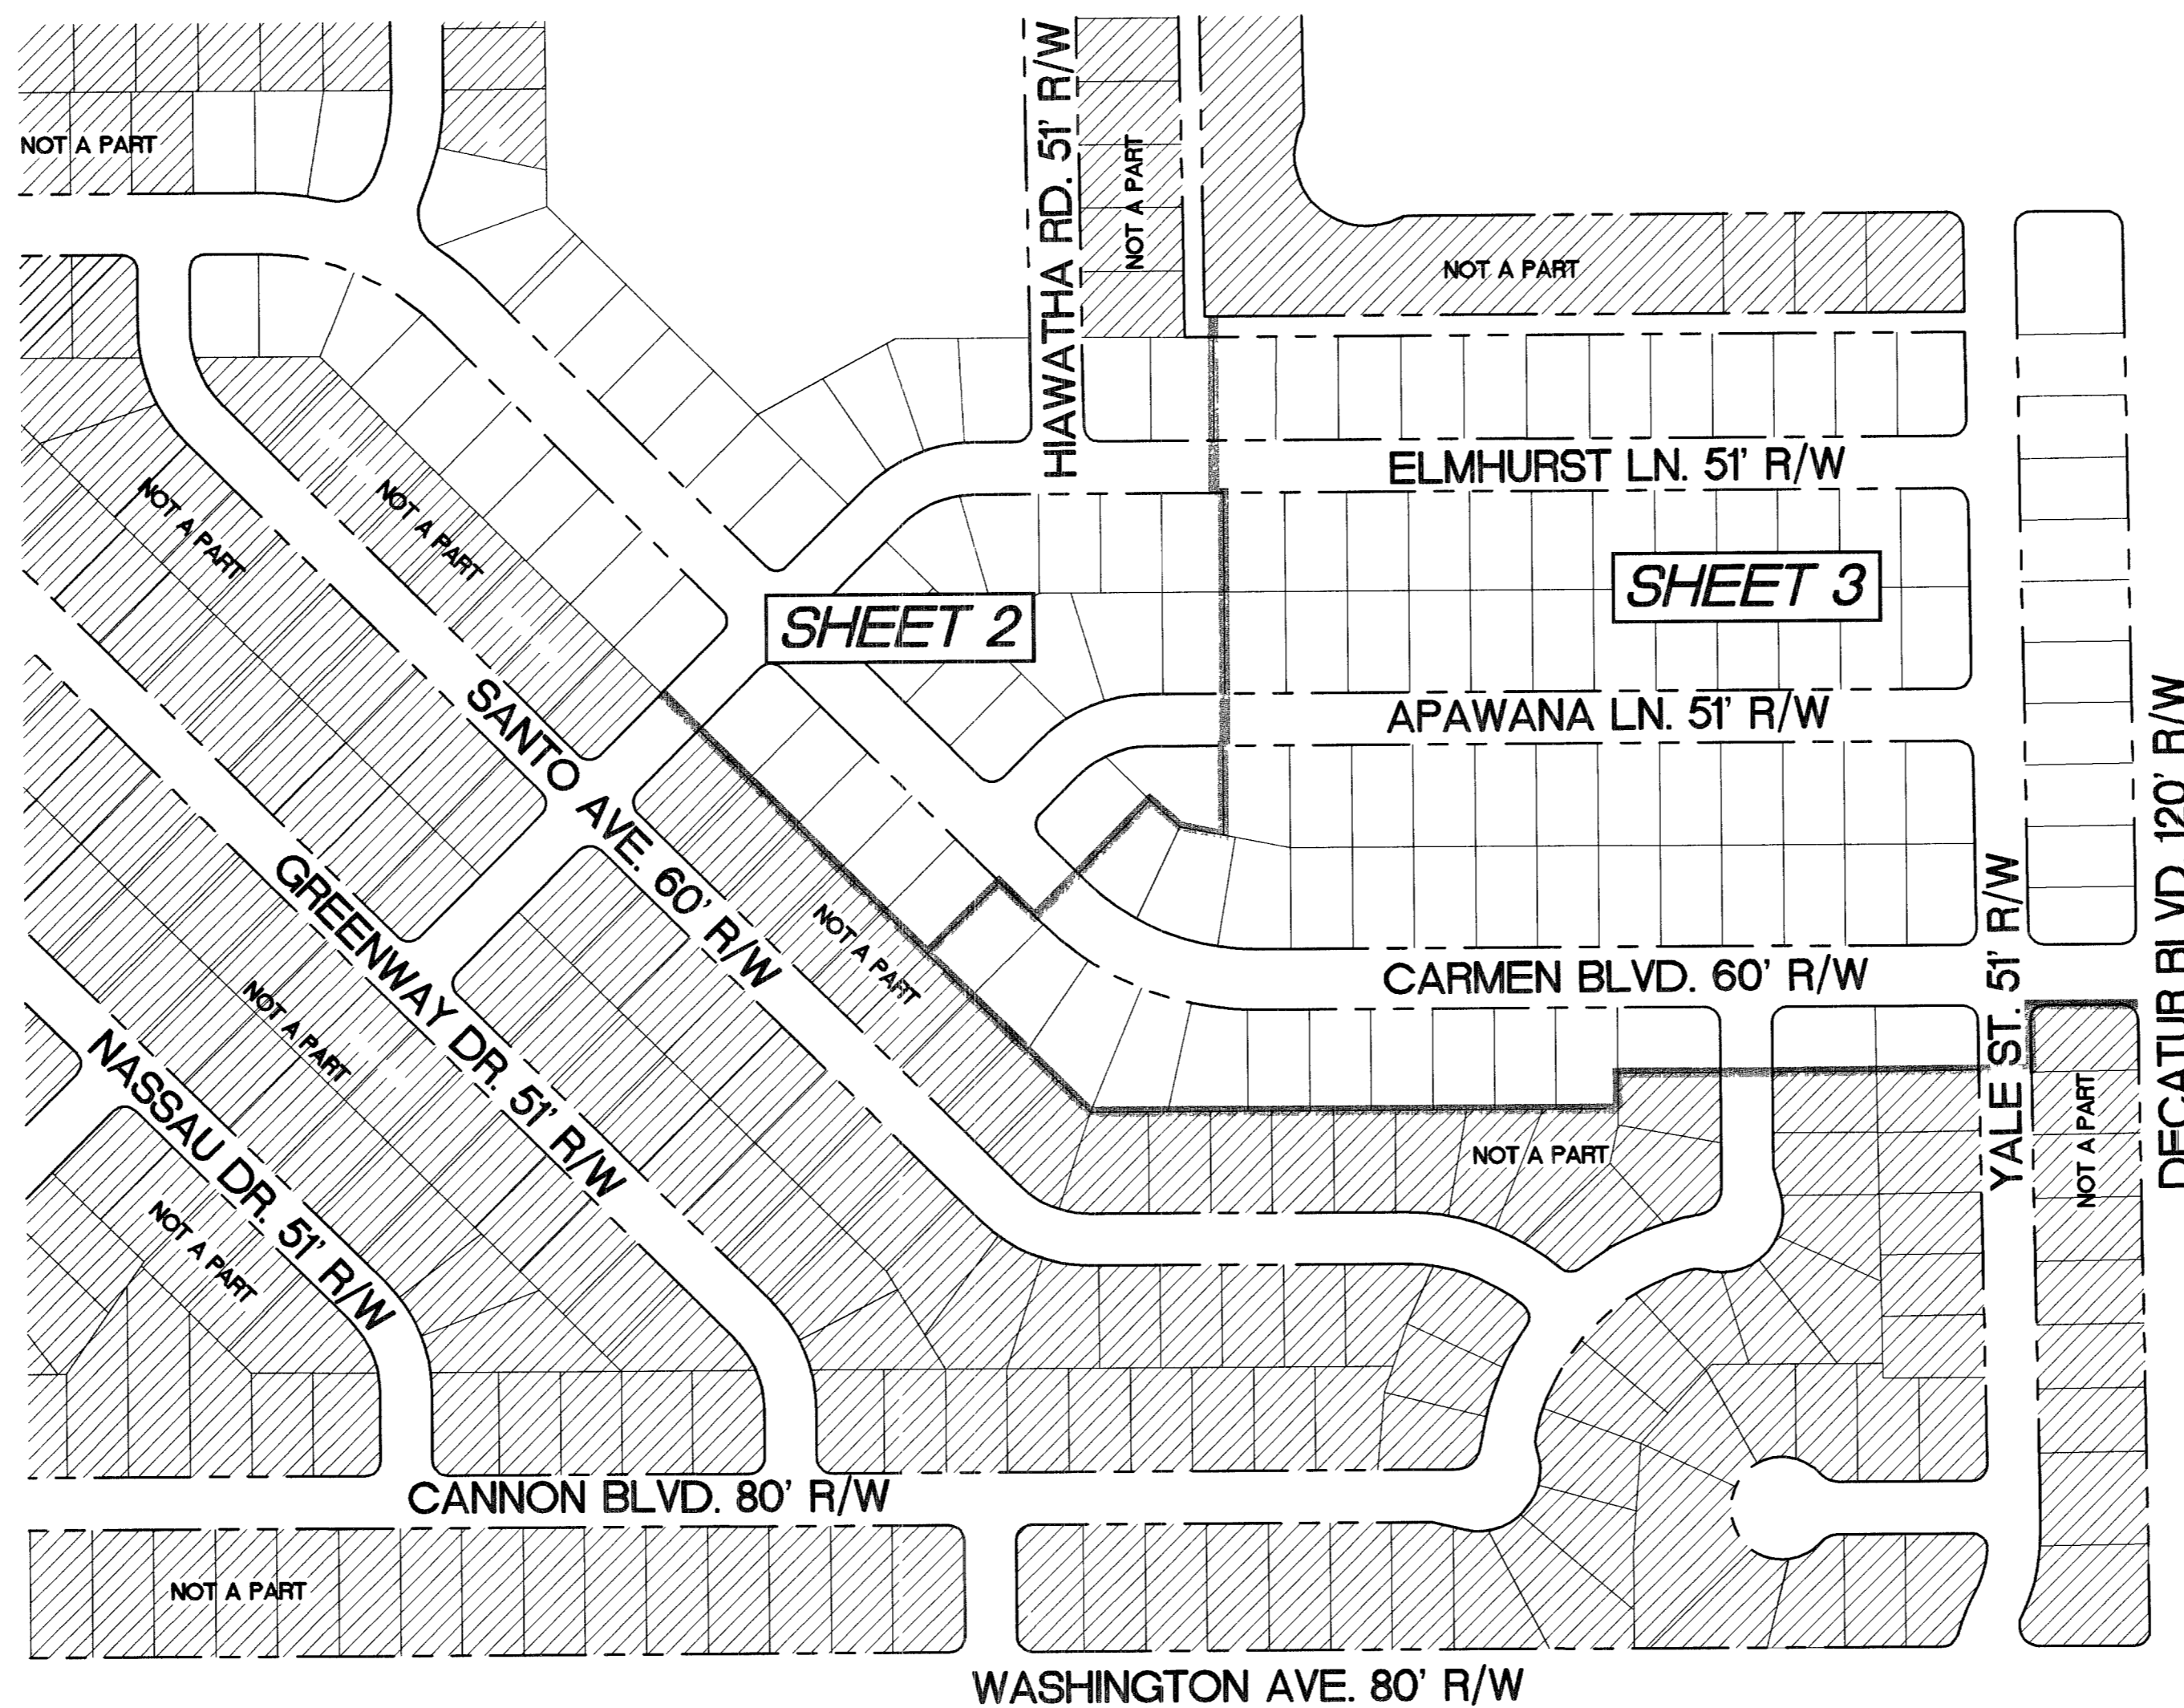 NOT A PART
HIAWATHA RD. 51' R/W
NOT A PART
NOT A PART
ELMHURST LN. 51' R/W
NOT A PART
NOT A PART
SHEET 2
SHEET 3
APAWANA LN. 51' R/W
SANTO AVE. 60' R/W
DECATUR BLVD. 120' R/W
GREENWAY DR. 51' R/W
NOT A PART
CARMEN BLVD. 60' R/W
YALE ST. 51' R/W
NOT A PART
NASSAU DR. 51' R/W
NOT A PART
NOT A PART
NOT A PART
CANNON BLVD. 80' R/W
NOT A PART
WASHINGTON AVE. 80' R/W